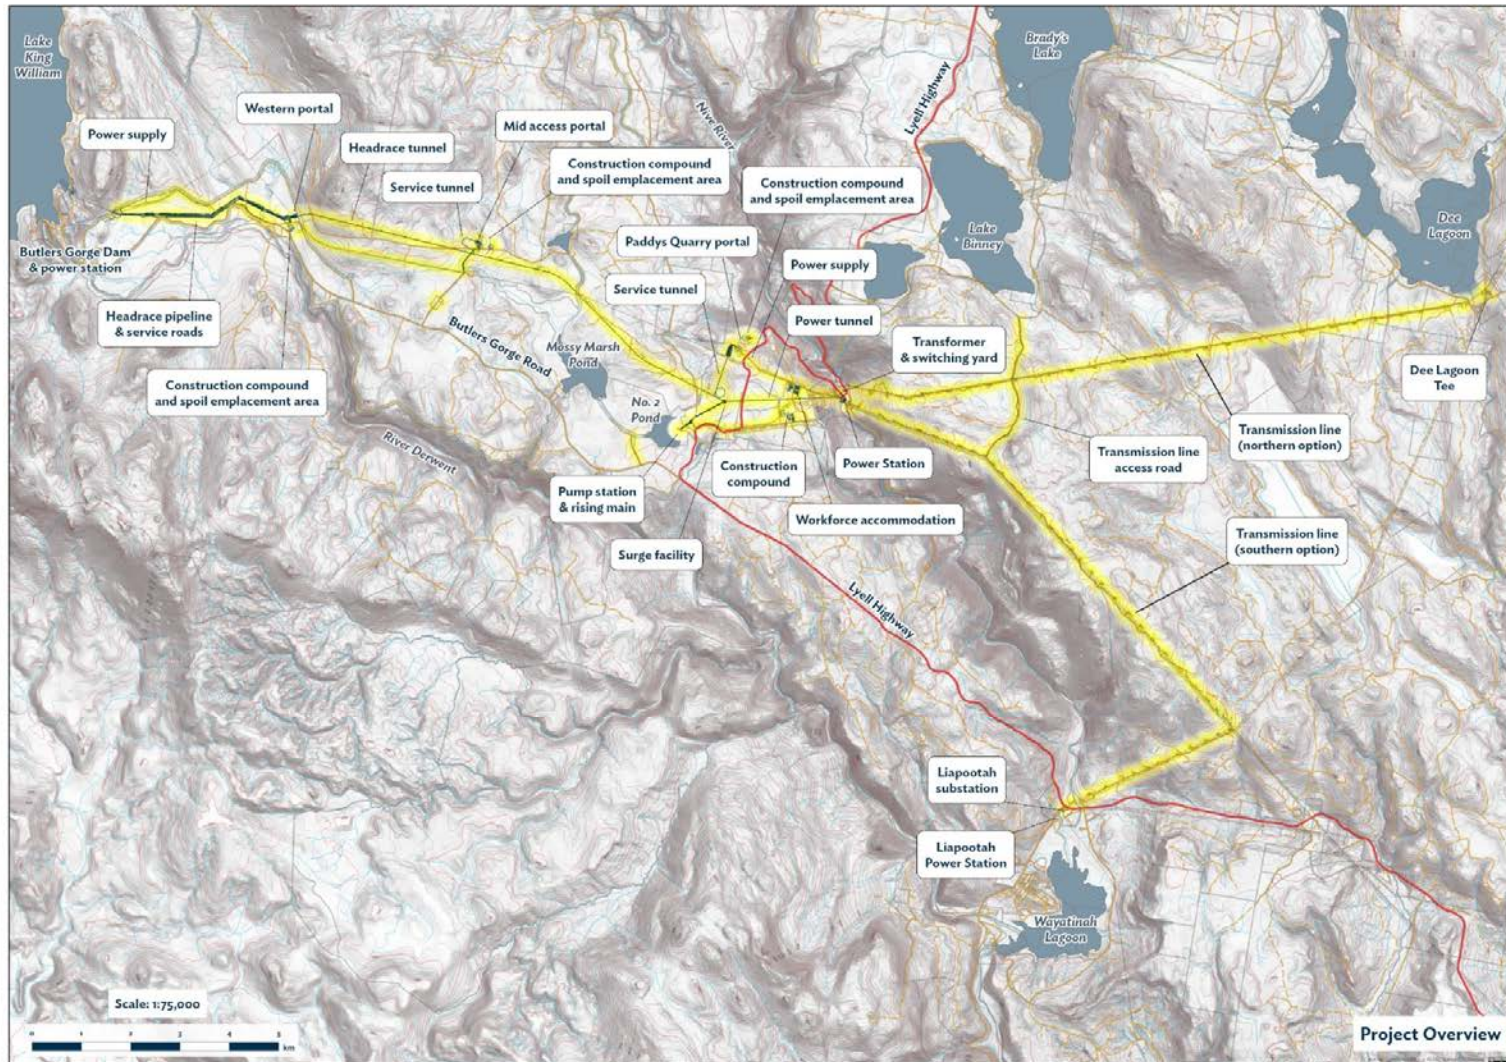 Lake
King
William
Brady's
Lake
Lyell Highway
Nive River
Western portal
Mid access portal
Power supply
Headrace tunnel
Construction compound
and spoil emplacement area
Service tunnel
Construction compound
and spoil emplacement area
Dee
Lagoon
Lake
Binney
Paddys Quarry portal
Butlers Gorge Dam
& power station
Power supply
Service tunnel
Headrace pipeline
& service roads
Butlers Gorge Road
Mossy Marsh
Pond
Power tunnel
Transformer
& switching yard
Dee Lagoon
Tee
Construction compound
and spoil emplacement area
No. 2
Pond
River Derwent
Transmission line
(northern option)
Transmission line
access road
Construction
compound
Power Station
Pump station
& rising main
Workforce accommodation
Surge facility
Transmission line
(southern option)
Lyell Highway
Liapootah
substation
Liapootah
Power Station
Wayatinah
Lagoon
Scale: 1:75,000
0 1 2 3 4 5
km
Project Overview